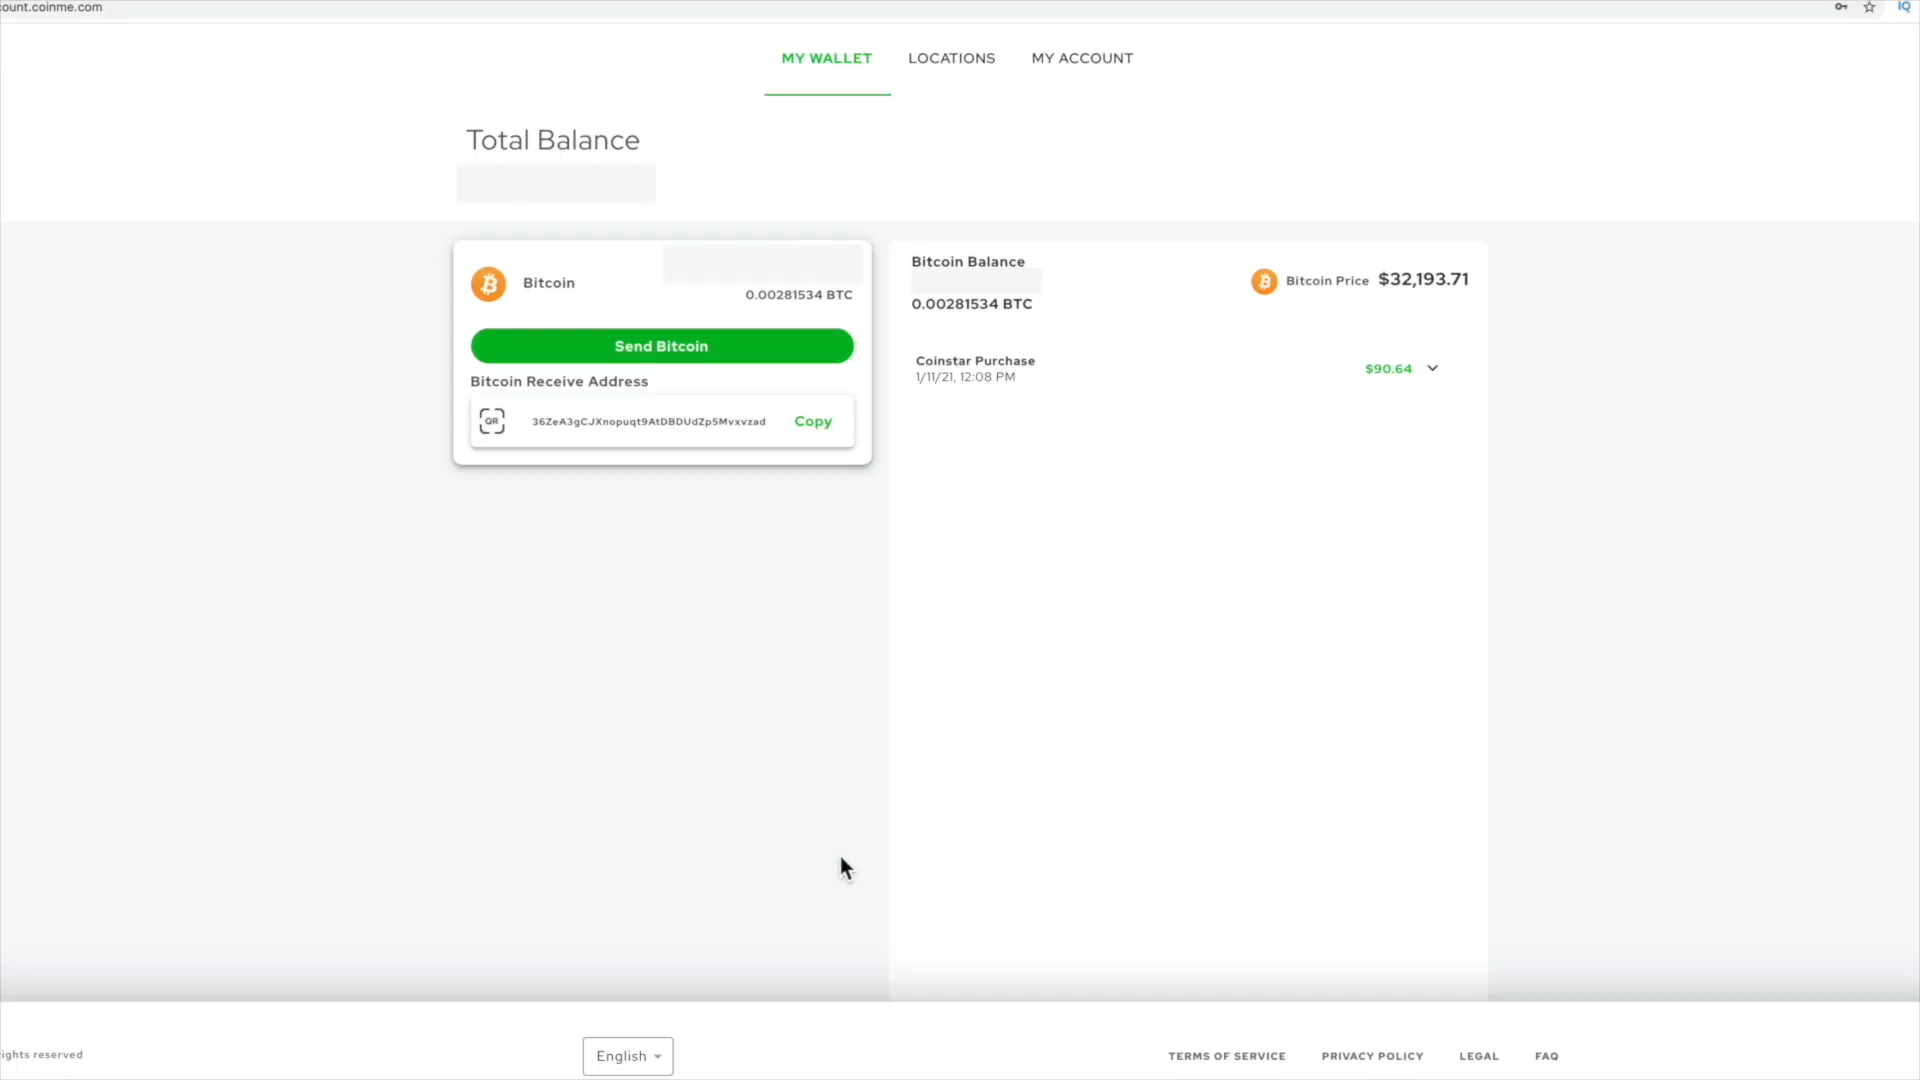 ount.coinme.com
IQ
MY WALLET LOCATIONS MY ACCOUNT
Total Balance
Bitcoin
0.00281534 BTC
Send Bitcoin
Bitcoin Receive Address
QR 36ZeA3gCJXnopuqt9AtDBDUdZp5Mvxvzad Copy
Bitcoin Balance
0.00281534 BTC
Bitcoin Price $32,193.71
Coinstar Purchase
1/11/21, 12:08 PM
$90.64
ights reserved
English
TERMS OF SERVICE PRIVACY POLICY LEGAL FAQ